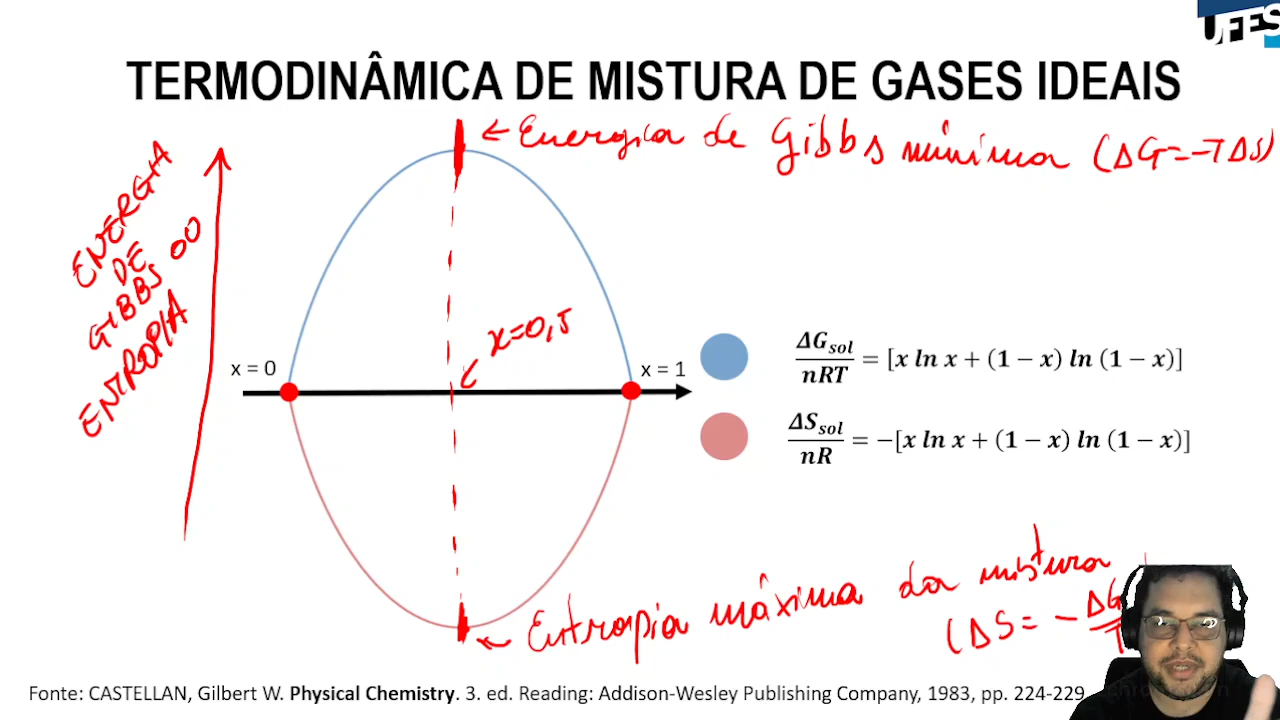 UFES
TERMODINÂMICA DE MISTURA DE GASES IDEAIS
← Energia de Gibbs mínima (ΔG=-TΔS)
ENERGIA
DE
GIBBS OU
ENTROPIA
x=0,5
x = 0
x = 1
ΔG_sol / nRT = [x ln x + (1 − x) ln (1 − x)]
ΔS_sol / nR = −[x ln x + (1 − x) ln (1 − x)]
← Entropia máxima da mistura
(ΔS = - ΔG / T
Fonte: CASTELLAN, Gilbert W. Physical Chemistry. 3. ed. Reading: Addison-Wesley Publishing Company, 1983, pp. 224-229